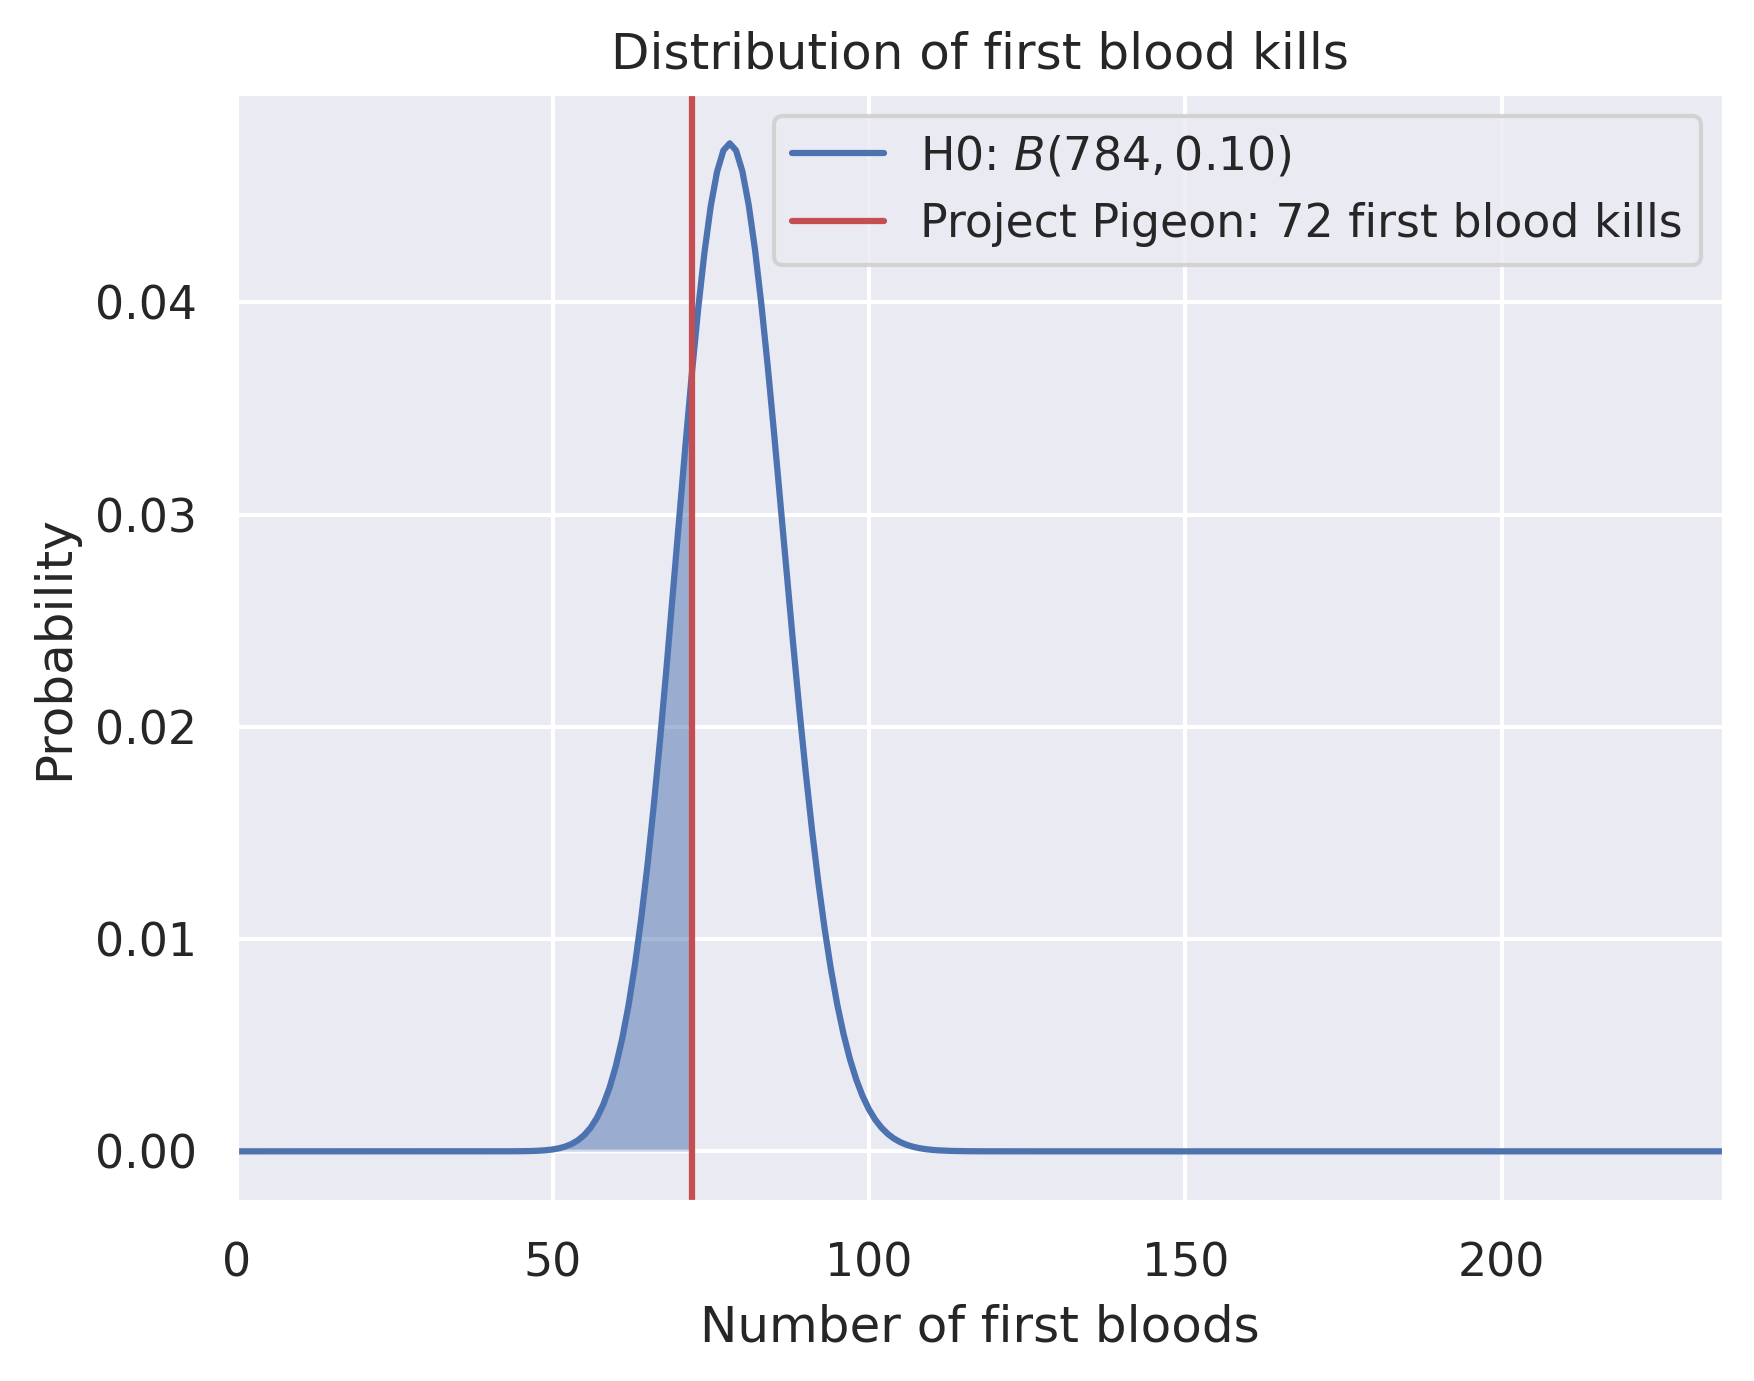 Distribution of first blood kills
H0: B(784, 0.10)
Project Pigeon: 72 first blood kills
0.04
0.03
0.02
0.01
0.00
Probability
0 50 100 150 200
Number of first bloods